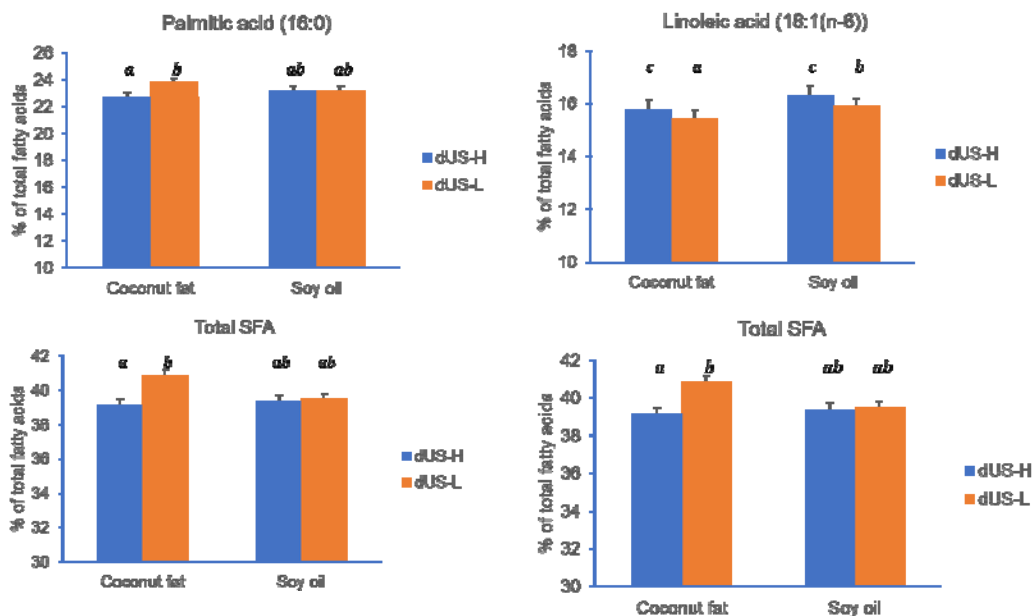 Palmitic acid (16:0)
% of total fatty acids
26
24
22
20
18
16
14
12
10
a b ab ab
Coconut fat Soy oil
dUS-H
dUS-L
Linoleic acid (18:1(n-6))
% of total fatty acids
18
16
14
12
10
c a c b
Coconut fat Soy oil
dUS-H
dUS-L
Total SFA
% of total fatty acids
42
40
38
36
34
32
30
a b ab ab
Coconut fat Soy oil
dUS-H
dUS-L
Total SFA
% of total fatty acids
42
40
38
36
34
32
30
a b ab ab
Coconut fat Soy oil
dUS-H
dUS-L